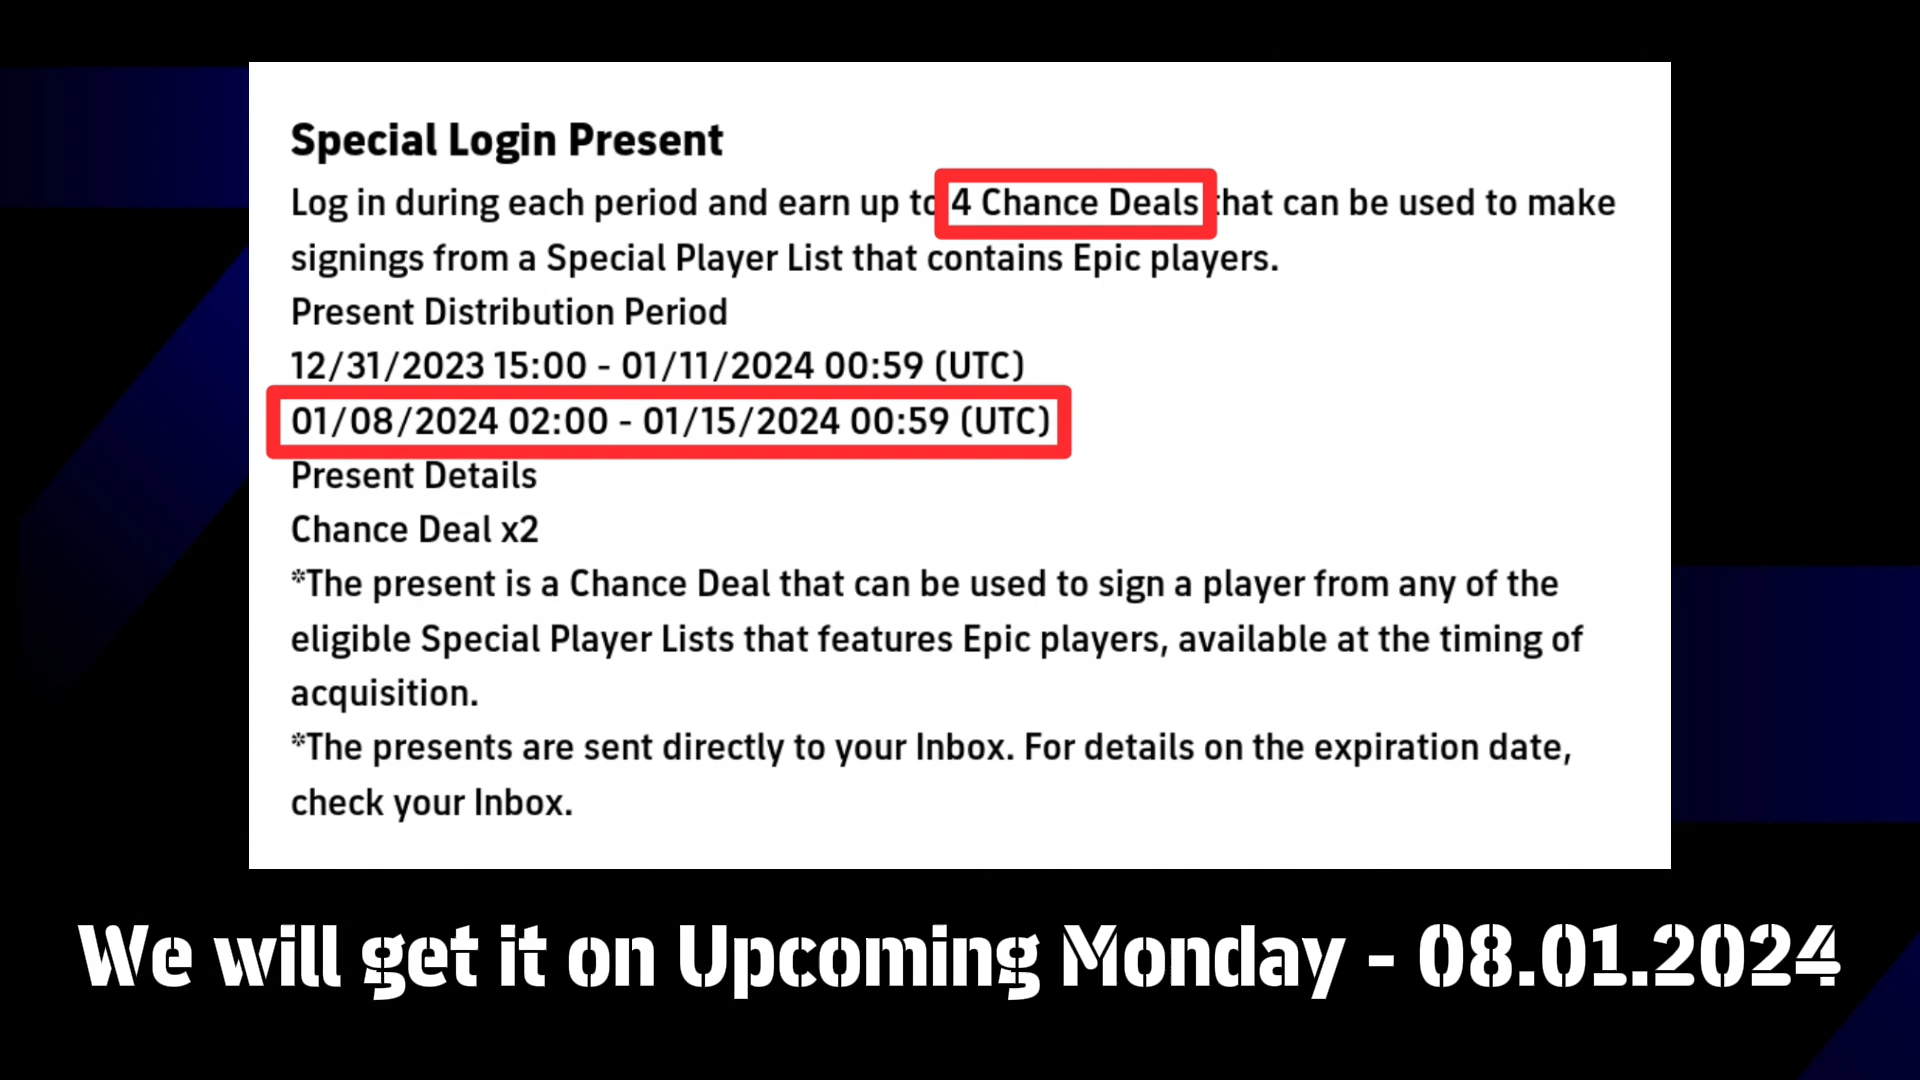 Special Login Present
Log in during each period and earn up to 4 Chance Deals that can be used to make
signings from a Special Player List that contains Epic players.
Present Distribution Period
12/31/2023 15:00 - 01/11/2024 00:59 (UTC)
01/08/2024 02:00 - 01/15/2024 00:59 (UTC)
Present Details
Chance Deal x2
*The present is a Chance Deal that can be used to sign a player from any of the
eligible Special Player Lists that features Epic players, available at the timing of
acquisition.
*The presents are sent directly to your Inbox. For details on the expiration date,
check your Inbox.
We will get it on Upcoming Monday - 08.01.2024